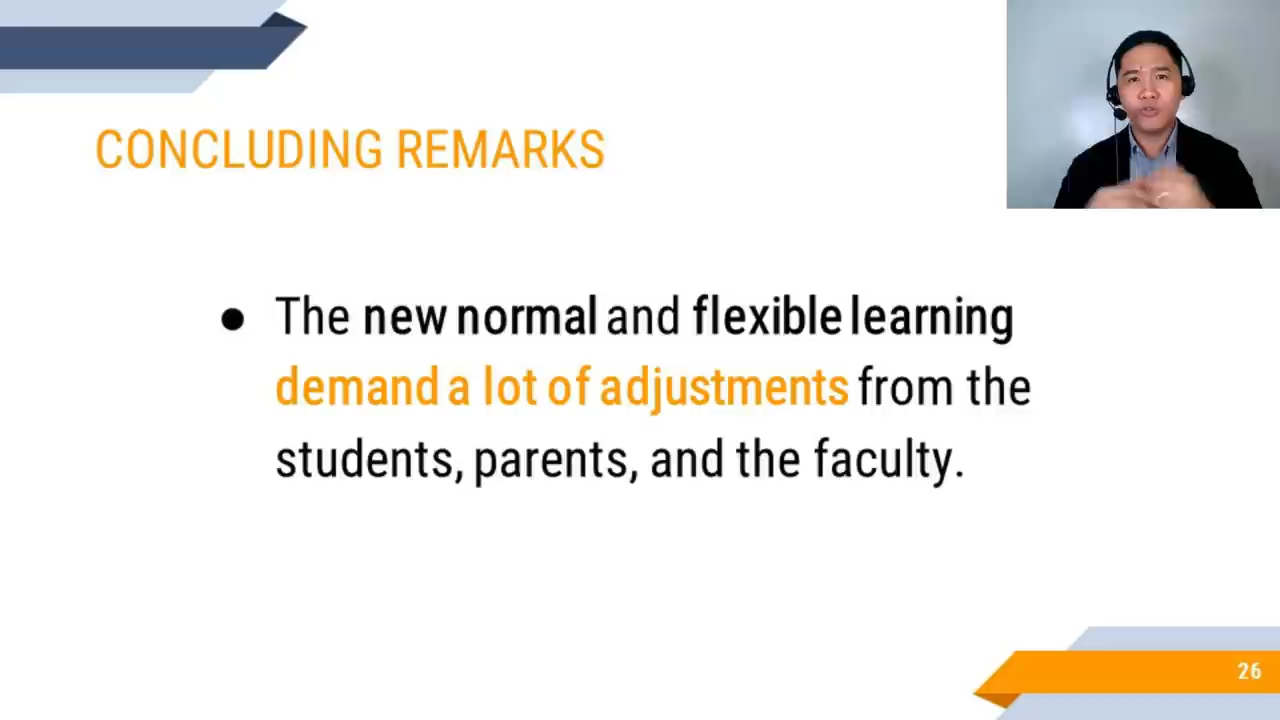 CONCLUDING REMARKS
● The new normal and flexible learning
demand a lot of adjustments from the
students, parents, and the faculty.
26